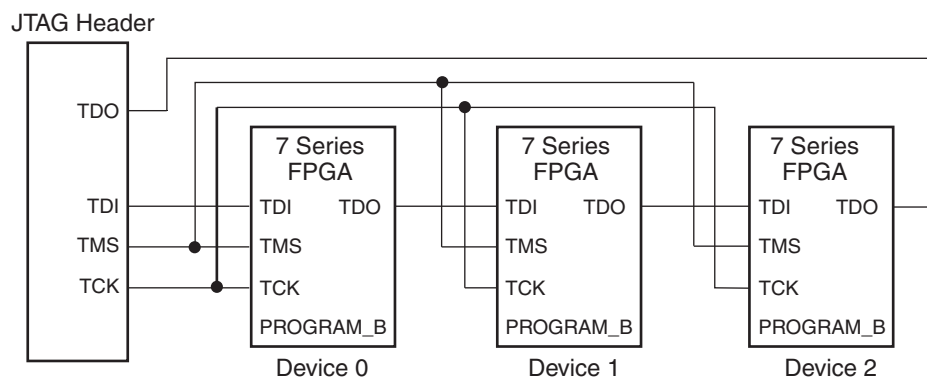 JTAG Header
TDO
TDI
TMS
TCK
7 Series
FPGA
TDI TDO
TMS
TCK
PROGRAM_B
Device 0
7 Series
FPGA
TDI TDO
TMS
TCK
PROGRAM_B
Device 1
7 Series
FPGA
TDI TDO
TMS
TCK
PROGRAM_B
Device 2